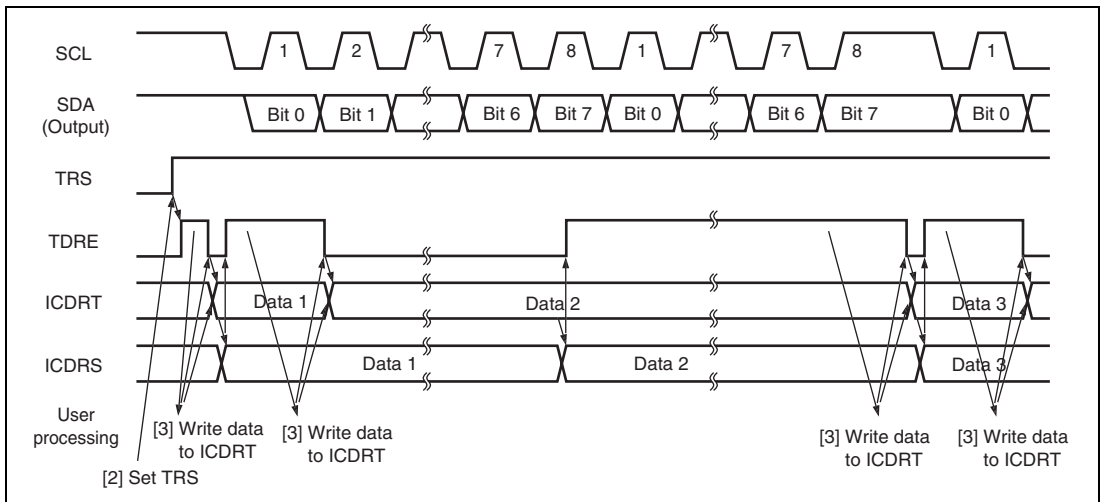 SCL
1 2 7 8 1 7 8 1
SDA
(Output)
Bit 0 Bit 1 Bit 6 Bit 7 Bit 0 Bit 6 Bit 7 Bit 0
TRS
TDRE
ICDRT
Data 1 Data 2 Data 3
ICDRS
Data 1 Data 2 Data 3
User
processing
[3] Write data
to ICDRT
[3] Write data
to ICDRT
[3] Write data
to ICDRT
[3] Write data
to ICDRT
[2] Set TRS